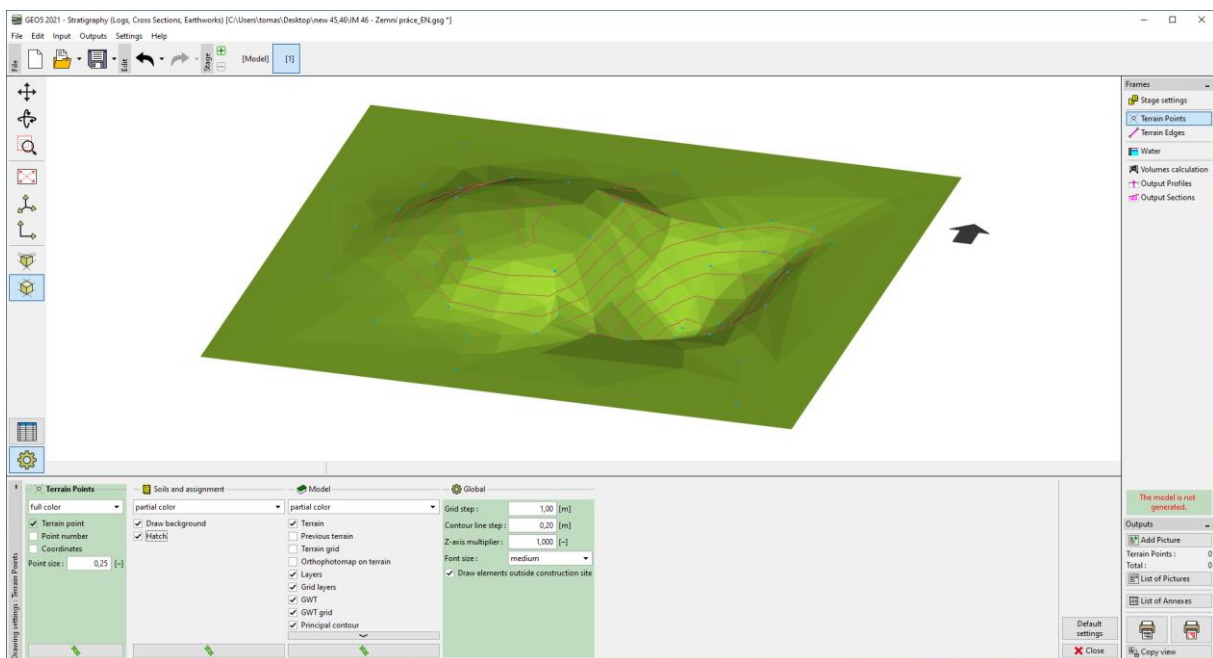 GEO5 2021 - Stratigraphy (Logs, Cross Sections, Earthworks) [C:\Users\tomas\Desktop\new 45,46\IM 46 - Zemní práce_EN.gsg *]
File Edit Input Outputs Settings Help
File
Edit
Stage
[Model] [1]
Frames
Stage settings
Terrain Points
Terrain Edges
Water
Volumes calculation
Output Profiles
Output Sections
Drawing settings : Terrain Points
Terrain Points
full color
Terrain point
Point number
Coordinates
Point size : 0,25 [–]
Soils and assignment
partial color
Draw background
Hatch
Model
partial color
Terrain
Previous terrain
Terrain grid
Orthophotomap on terrain
Layers
Grid layers
GWT
GWT grid
Principal contour
Global
Grid step : 1,00 [m]
Contour line step : 0,20 [m]
Z-axis multiplier : 1,000 [–]
Font size : medium
Draw elements outside construction site
Default
settings
Close
The model is not
generated.
Outputs
Add Picture
Terrain Points : 0
Total : 0
List of Pictures
List of Annexes
Copy view